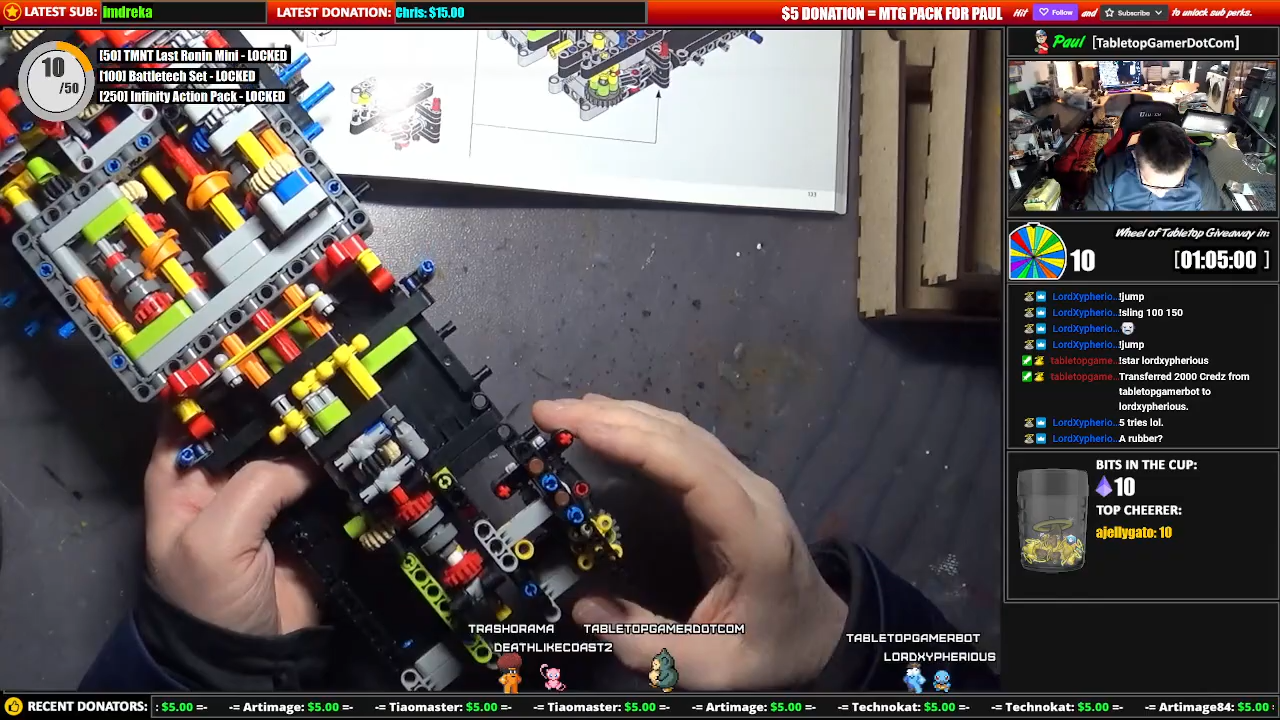 LATEST SUB: imdreka
LATEST DONATION: Chris: $15.00
$5 DONATION = MTG PACK FOR PAUL
Hit Follow and Subscribe to unlock sub perks.
10
/50
[50] TMNT Last Ronin Mini - LOCKED
[100] Battletech Set - LOCKED
[250] Infinity Action Pack - LOCKED
133
Paul [TabletopGamerDotCom]
Wheel of Tabletop Giveaway in:
10
[01:05:00 ]
LordXypherio.. !jump
LordXypherio.. !sling 100 150
LordXypherio..
LordXypherio.. !jump
tabletopgame.. !star lordxypherious
tabletopgame.. Transferred 2000 Credz from
tabletopgamerbot to
lordxypherious.
LordXypherio.. 5 tries lol.
LordXypherio.. A rubber?
BITS IN THE CUP:
10
TOP CHEERER:
ajellygato: 10
TRASHORAMA
TABLETOPGAMERDOTCOM
DEATHLIKECOAST2
TABLETOPGAMERBOT
LORDXYPHERIOUS
RECENT DONATORS: : $5.00 =- -= Artimage: $5.00 =- -= Tiaomaster: $5.00 =- -= Tiaomaster: $5.00 =- -= Artimage: $5.00 =- -= Technokat: $5.00 =- -= Technokat: $5.00 =- -= Artimage84: $5.00